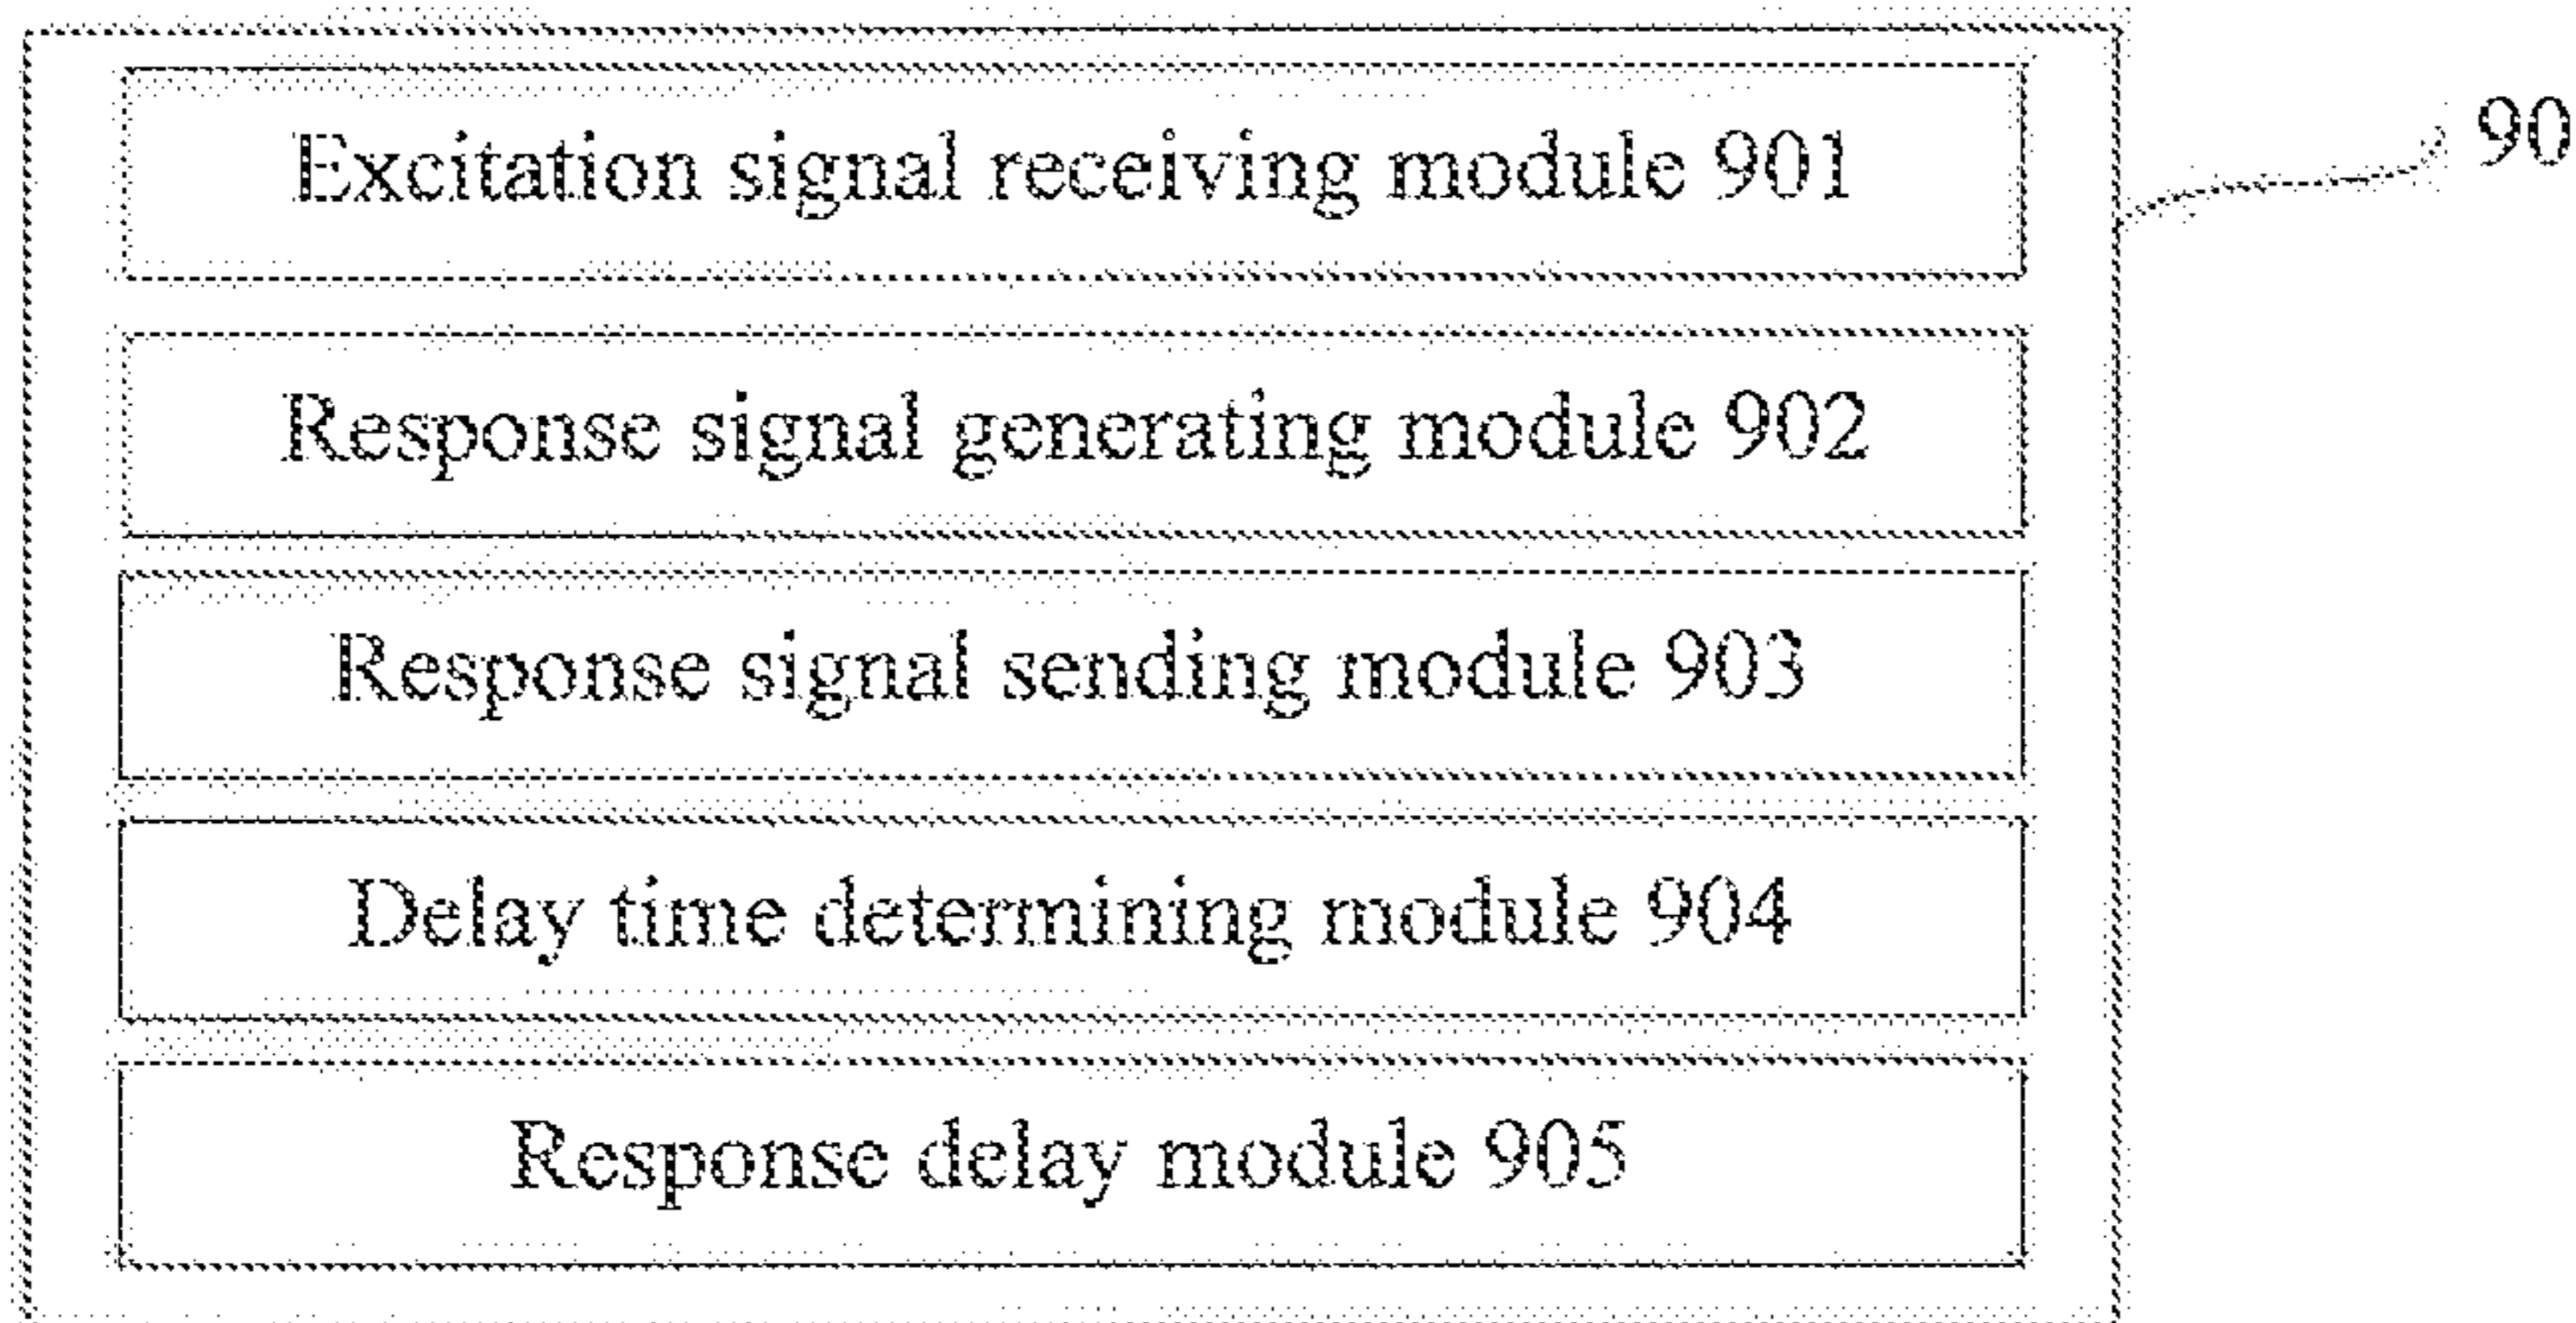 Excitation signal receiving module 901
90
Response signal generating module 902
Response signal sending module 903
Delay time determining module 904
Response delay module 905